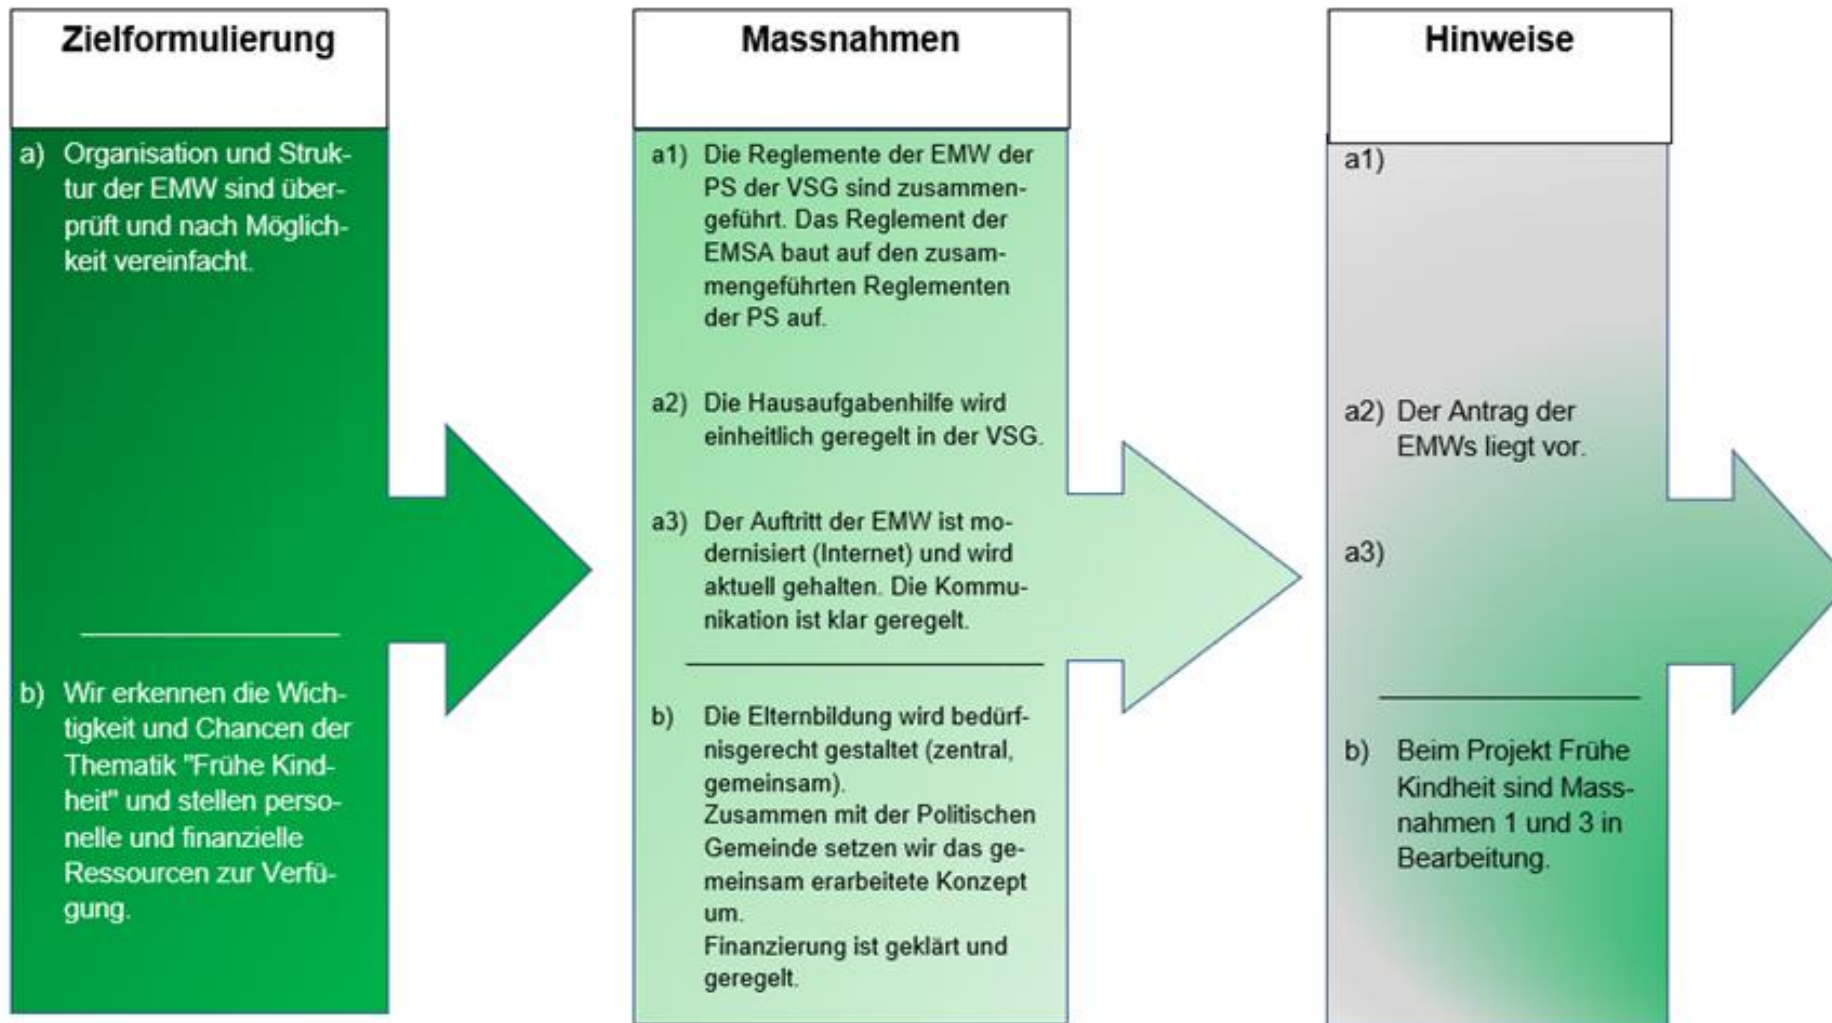 Zielformulierung
a) Organisation und Struk-
tur der EMW sind über-
prüft und nach Möglich-
keit vereinfacht.
b) Wir erkennen die Wich-
tigkeit und Chancen der
Thematik "Frühe Kind-
heit" und stellen perso-
nelle und finanzielle
Ressourcen zur Verfü-
gung.
Massnahmen
a1) Die Reglemente der EMW der
PS der VSG sind zusammen-
geführt. Das Reglement der
EMSA baut auf den zusam-
mengeführten Reglementen
der PS auf.
a2) Die Hausaufgabenhilfe wird
einheitlich geregelt in der VSG.
a3) Der Auftritt der EMW ist mo-
dernisiert (Internet) und wird
aktuell gehalten. Die Kommu-
nikation ist klar geregelt.
b) Die Elternbildung wird bedürf-
nisgerecht gestaltet (zentral,
gemeinsam).
Zusammen mit der Politischen
Gemeinde setzen wir das ge-
meinsam erarbeitete Konzept
um.
Finanzierung ist geklärt und
geregelt.
Hinweise
a1)
a2) Der Antrag der
EMWs liegt vor.
a3)
b) Beim Projekt Frühe
Kindheit sind Mass-
nahmen 1 und 3 in
Bearbeitung.